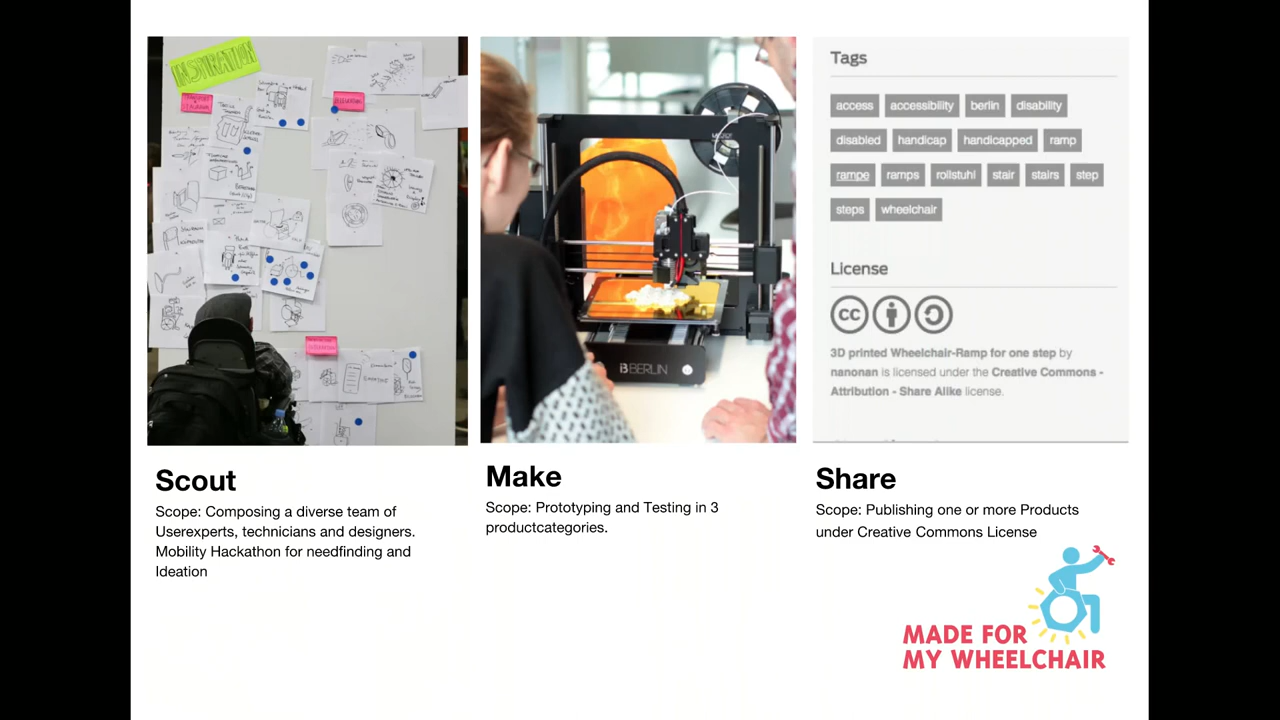 INSPIRATION
Tags
access accessibility berlin disability
disabled handicap handicapped ramp
rampe ramps rollstuhl stair stairs step
steps wheelchair
License
cc
3D printed Wheelchair-Ramp for one step by
nanonan is licensed under the Creative Commons -
Attribution - Share Alike license.
BERLIN
Scout
Scope: Composing a diverse team of
Userexperts, technicians and designers.
Mobility Hackathon for needfinding and
Ideation
Make
Scope: Prototyping and Testing in 3
productcategories.
Share
Scope: Publishing one or more Products
under Creative Commons License
MADE FOR
MY WHEELCHAIR